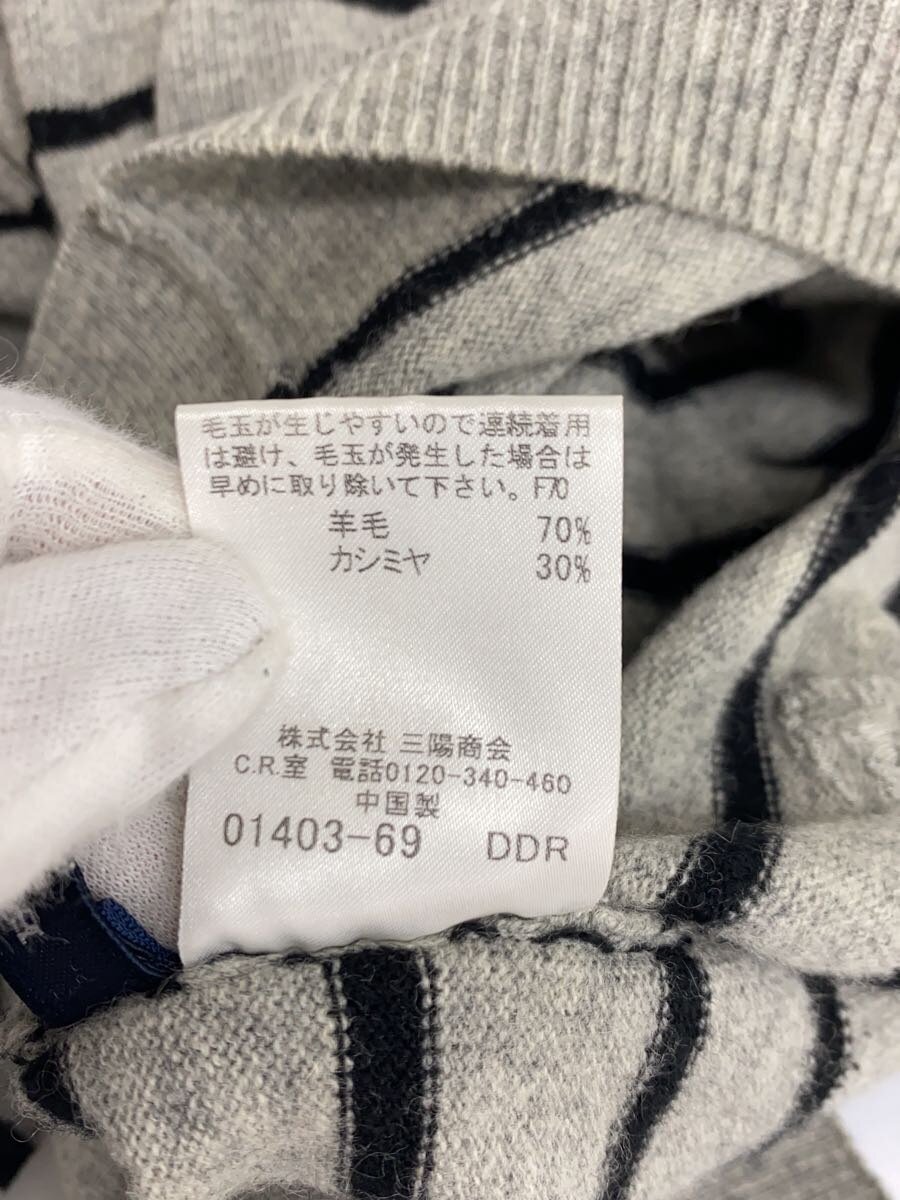 毛玉が生じやすいので連続着用
は避け、毛玉が発生した場合は
早めに取り除いて下さい。F70
羊毛 70%
カシミヤ 30%
株式会社 三陽商会
C.R.室 電話0120-340-460
中国製
01403-69 DDR